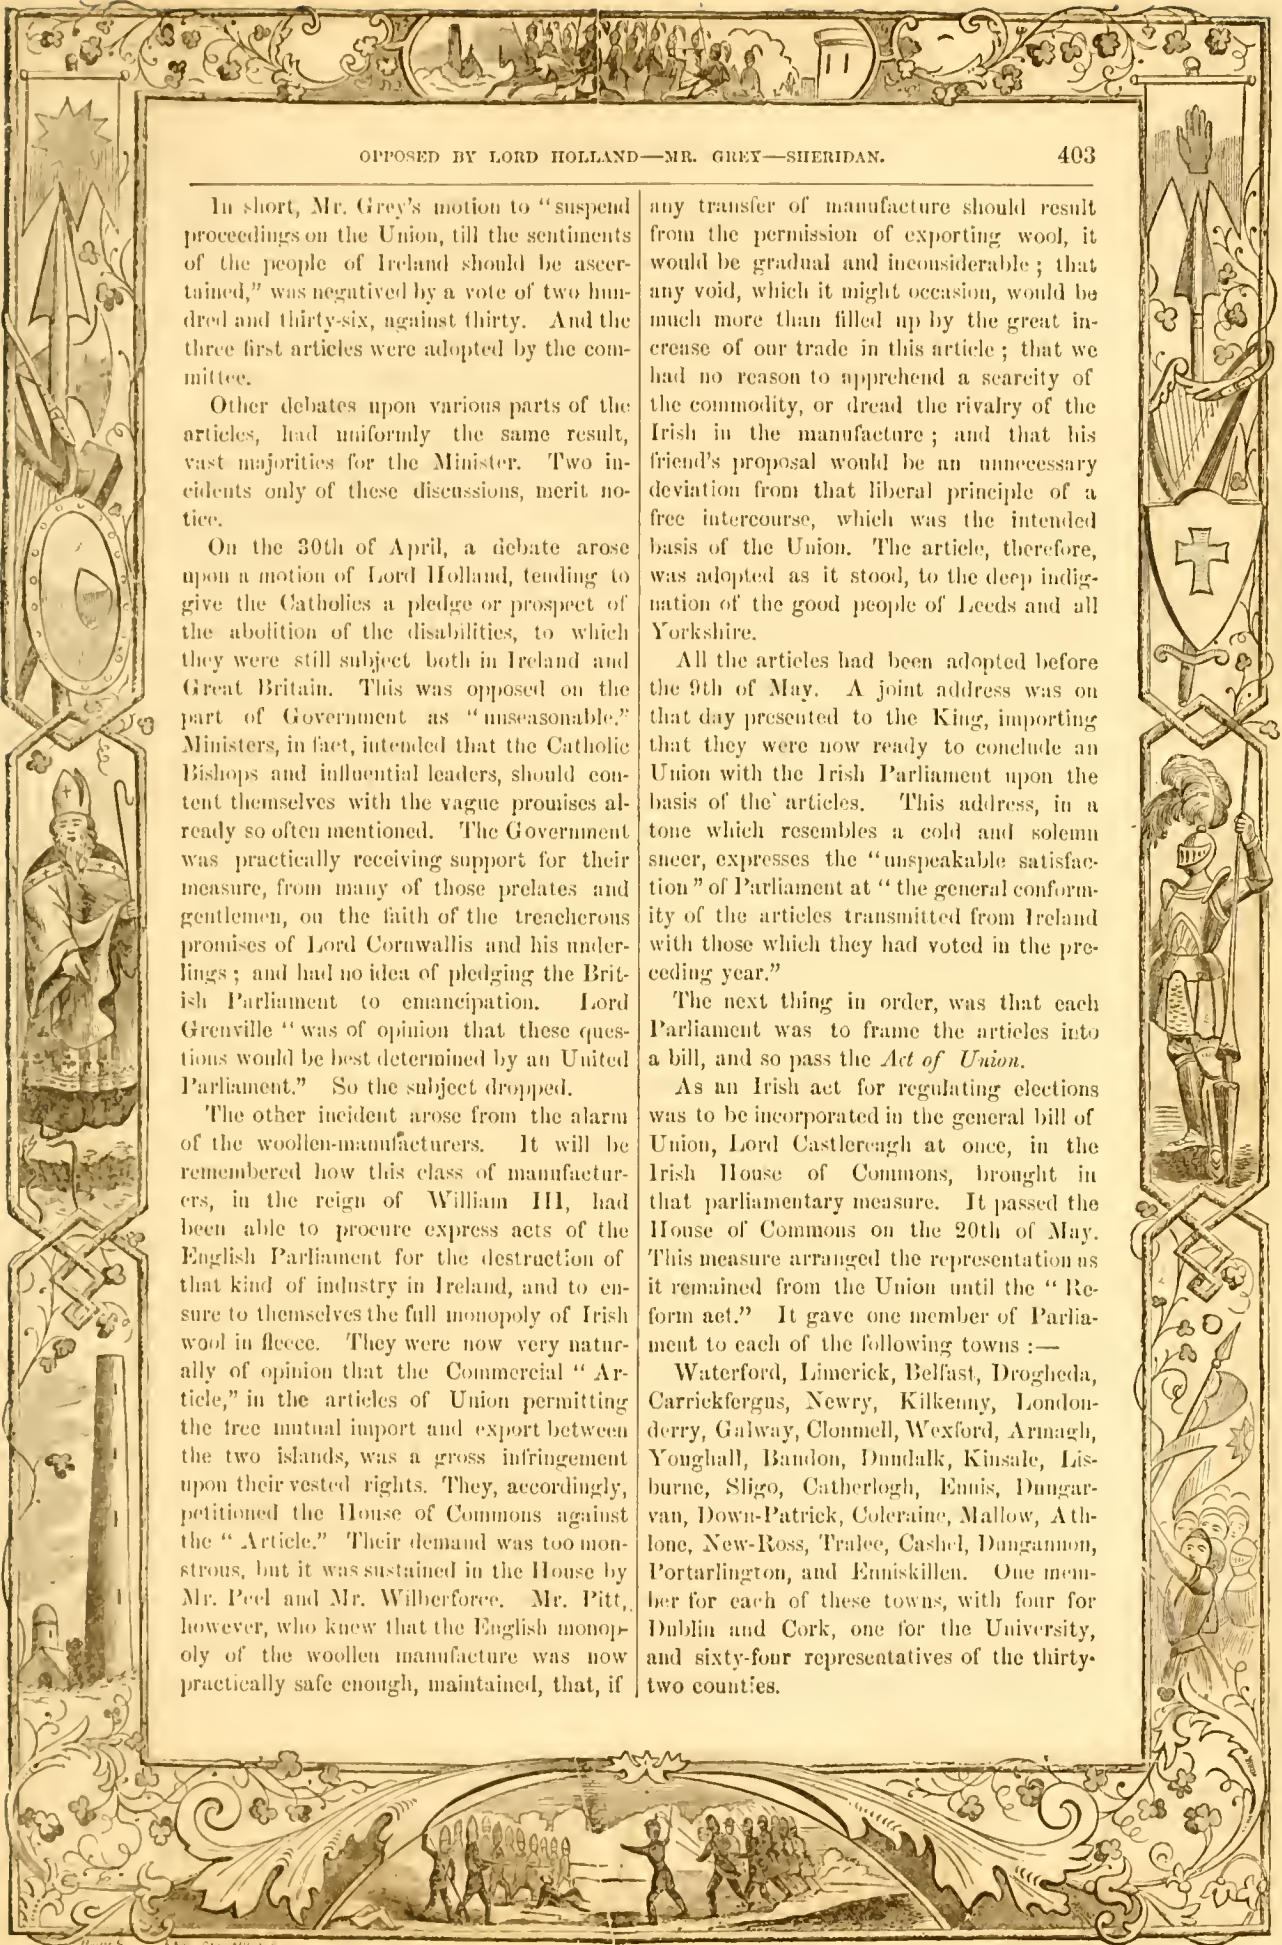 OPPOSED BY LORD HOLLAND—MR. GREY—SHERIDAN. 403
In short, Mr. Grey's motion to "suspend
proceedings on the Union, till the sentiments
of the people of Ireland should be ascer-
tained," was negatived by a vote of two hun-
dred and thirty-six, against thirty. And the
three first articles were adopted by the com-
mittee.
Other debates upon various parts of the
articles, had uniformly the same result,
vast majorities for the Minister. Two in-
cidents only of these discussions, merit no-
tice.
On the 30th of April, a debate arose
upon a motion of Lord Holland, tending to
give the Catholics a pledge or prospect of
the abolition of the disabilities, to which
they were still subject both in Ireland and
Great Britain. This was opposed on the
part of Government as "unseasonable."
Ministers, in fact, intended that the Catholic
Bishops and influential leaders, should con-
tent themselves with the vague promises al-
ready so often mentioned. The Government
was practically receiving support for their
measure, from many of those prelates and
gentlemen, on the faith of the treacherous
promises of Lord Cornwallis and his under-
lings; and had no idea of pledging the Brit-
ish Parliament to emancipation. Lord
Grenville "was of opinion that these ques-
tions would be best determined by an United
Parliament." So the subject dropped.
The other incident arose from the alarm
of the woollen-manufacturers. It will be
remembered how this class of manufactur-
ers, in the reign of William III, had
been able to procure express acts of the
English Parliament for the destruction of
that kind of industry in Ireland, and to en-
sure to themselves the full monopoly of Irish
wool in fleece. They were now very natur-
ally of opinion that the Commercial "Ar-
ticle," in the articles of Union permitting
the free mutual import and export between
the two islands, was a gross infringement
upon their vested rights. They, accordingly,
petitioned the House of Commons against
the "Article." Their demand was too mon-
strous, but it was sustained in the House by
Mr. Peel and Mr. Wilberforce. Mr. Pitt,
however, who knew that the English monop-
oly of the woollen manufacture was now
practically safe enough, maintained, that, if
any transfer of manufacture should result
from the permission of exporting wool, it
would be gradual and inconsiderable; that
any void, which it might occasion, would be
much more than filled up by the great in-
crease of our trade in this article; that we
had no reason to apprehend a scarcity of
the commodity, or dread the rivalry of the
Irish in the manufacture; and that his
friend's proposal would be an unnecessary
deviation from that liberal principle of a
free intercourse, which was the intended
basis of the Union. The article, therefore,
was adopted as it stood, to the deep indig-
nation of the good people of Leeds and all
Yorkshire.
All the articles had been adopted before
the 9th of May. A joint address was on
that day presented to the King, importing
that they were now ready to conclude an
Union with the Irish Parliament upon the
basis of the articles. This address, in a
tone which resembles a cold and solemn
sneer, expresses the "unspeakable satisfac-
tion" of Parliament at "the general conform-
ity of the articles transmitted from Ireland
with those which they had voted in the pre-
ceding year."
The next thing in order, was that each
Parliament was to frame the articles into
a bill, and so pass the Act of Union.
As an Irish act for regulating elections
was to be incorporated in the general bill of
Union, Lord Castlereagh at once, in the
Irish House of Commons, brought in
that parliamentary measure. It passed the
House of Commons on the 20th of May.
This measure arranged the representation as
it remained from the Union until the "Re-
form act." It gave one member of Parlia-
ment to each of the following towns:—
Waterford, Limerick, Belfast, Drogheda,
Carrickfergus, Newry, Kilkenny, London-
derry, Galway, Clonmell, Wexford, Armagh,
Youghall, Bandon, Dundalk, Kinsale, Lis-
burne, Sligo, Catherlogh, Ennis, Dungar-
van, Down-Patrick, Coleraine, Mallow, Ath-
lone, New-Ross, Tralee, Cashel, Dungannon,
Portarlington, and Enniskillen. One mem-
ber for each of these towns, with four for
Dublin and Cork, one for the University,
and sixty-four representatives of the thirty-
two counties.